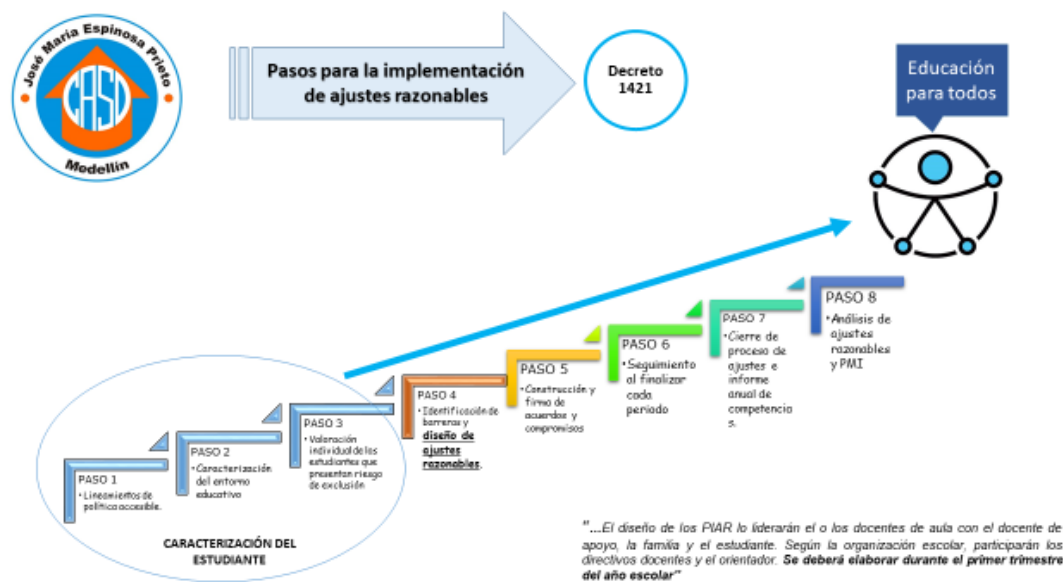 José María Espinosa Prieto
CASD
Medellín
Pasos para la implementación
de ajustes razonables
Decreto
1421
Educación
para todos
PASO 1
•Lineamientos de
política accesible.
PASO 2
•Caracterización
del entorno
educativo
PASO 3
•Valoración
individual de los
estudiantes que
presentan riesgo
de exclusión
CARACTERIZACIÓN DEL
ESTUDIANTE
PASO 4
•Identificación de
barreras y
diseño de
ajustes
razonables.
PASO 5
•Construcción y
firma de
acuerdos y
compromisos
PASO 6
•Seguimiento
al finalizar
cada
periodo
PASO 7
•Cierre de
proceso de
ajustes e
informe
anual de
competencia
s.
PASO 8
•Análisis de
ajustes
razonables
y PMI
"...El diseño de los PIAR lo liderarán el o los docentes de aula con el docente de
apoyo, la familia y el estudiante. Según la organización escolar, participarán los
directivos docentes y el orientador. Se deberá elaborar durante el primer trimestre
del año escolar"